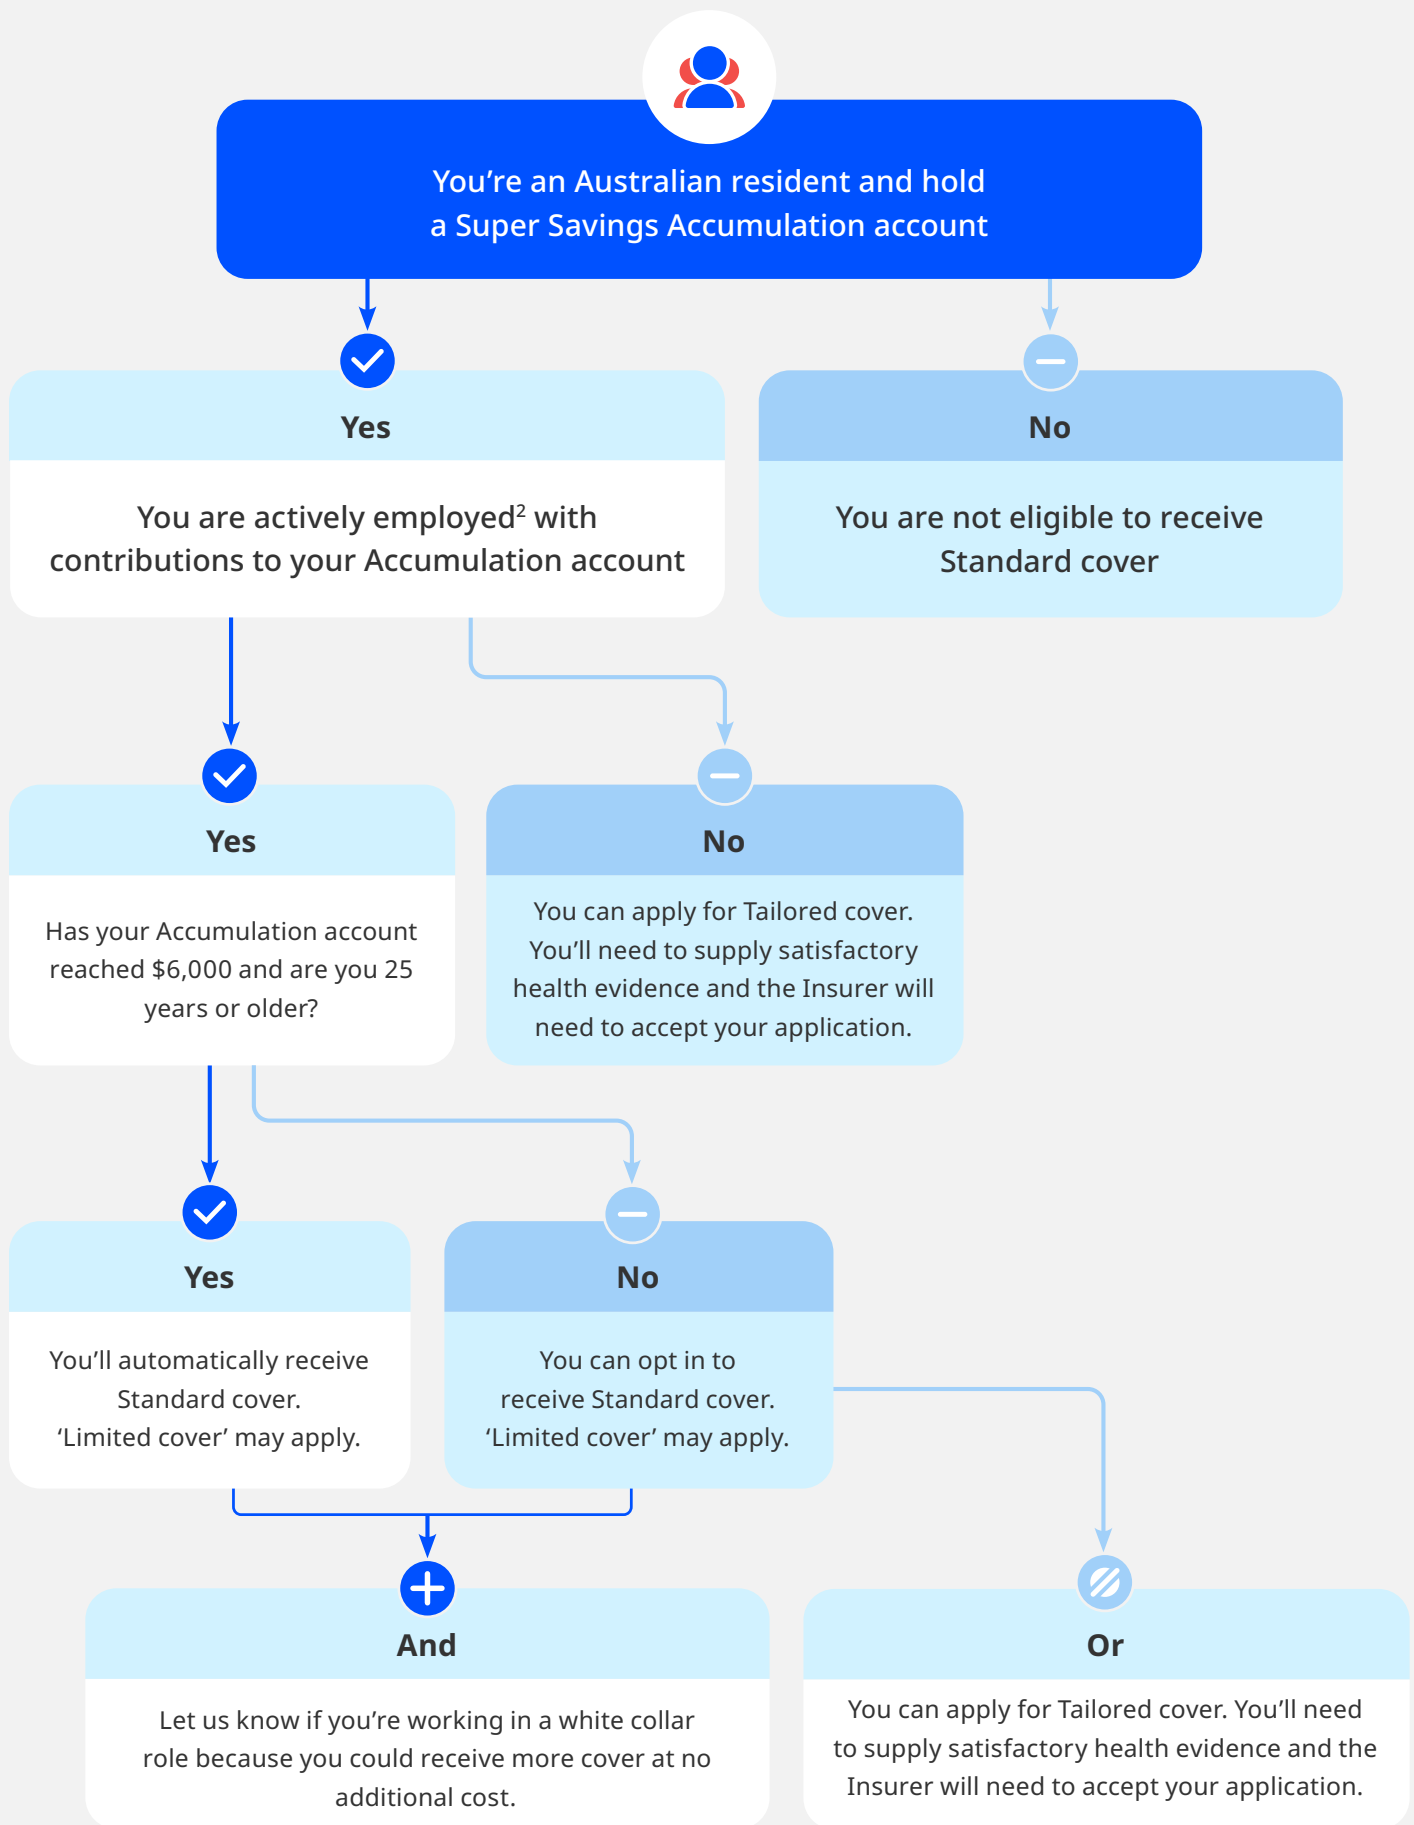 You’re an Australian resident and hold
a Super Savings Accumulation account
Yes
You are actively employed² with
contributions to your Accumulation account
No
You are not eligible to receive
Standard cover
Yes
Has your Accumulation account
reached $6,000 and are you 25
years or older?
No
You can apply for Tailored cover.
You’ll need to supply satisfactory
health evidence and the Insurer will
need to accept your application.
Yes
You’ll automatically receive
Standard cover.
‘Limited cover’ may apply.
No
You can opt in to
receive Standard cover.
‘Limited cover’ may apply.
And
Let us know if you’re working in a white collar
role because you could receive more cover at no
additional cost.
Or
You can apply for Tailored cover. You’ll need
to supply satisfactory health evidence and the
Insurer will need to accept your application.